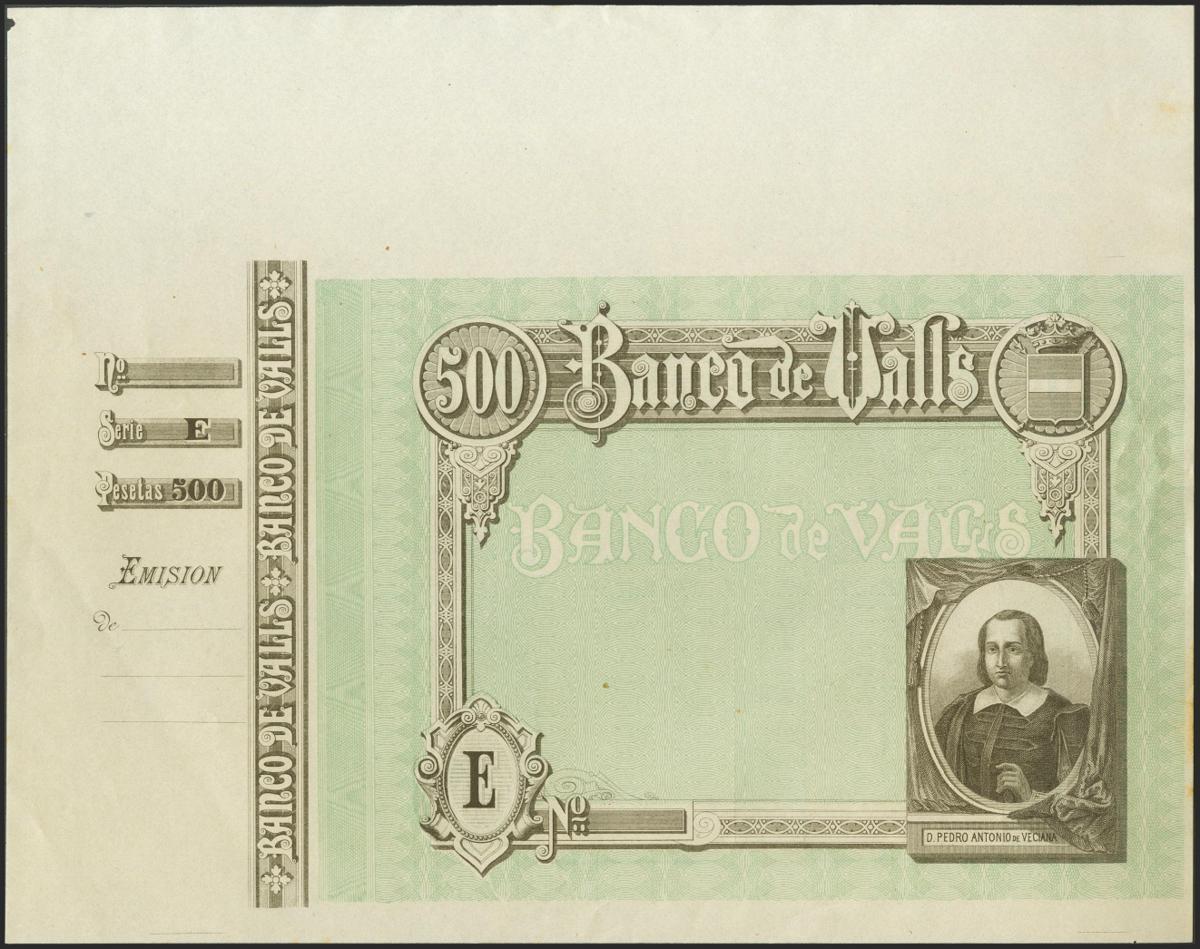 Nº
Serie E
Pesetas 500
EMISION
de
BANCO DE VALLS BANCO DE VALLS
500 Banco de Valls
BANCO de VALLS
E
Nº
D. PEDRO ANTONIO DE VECIANA